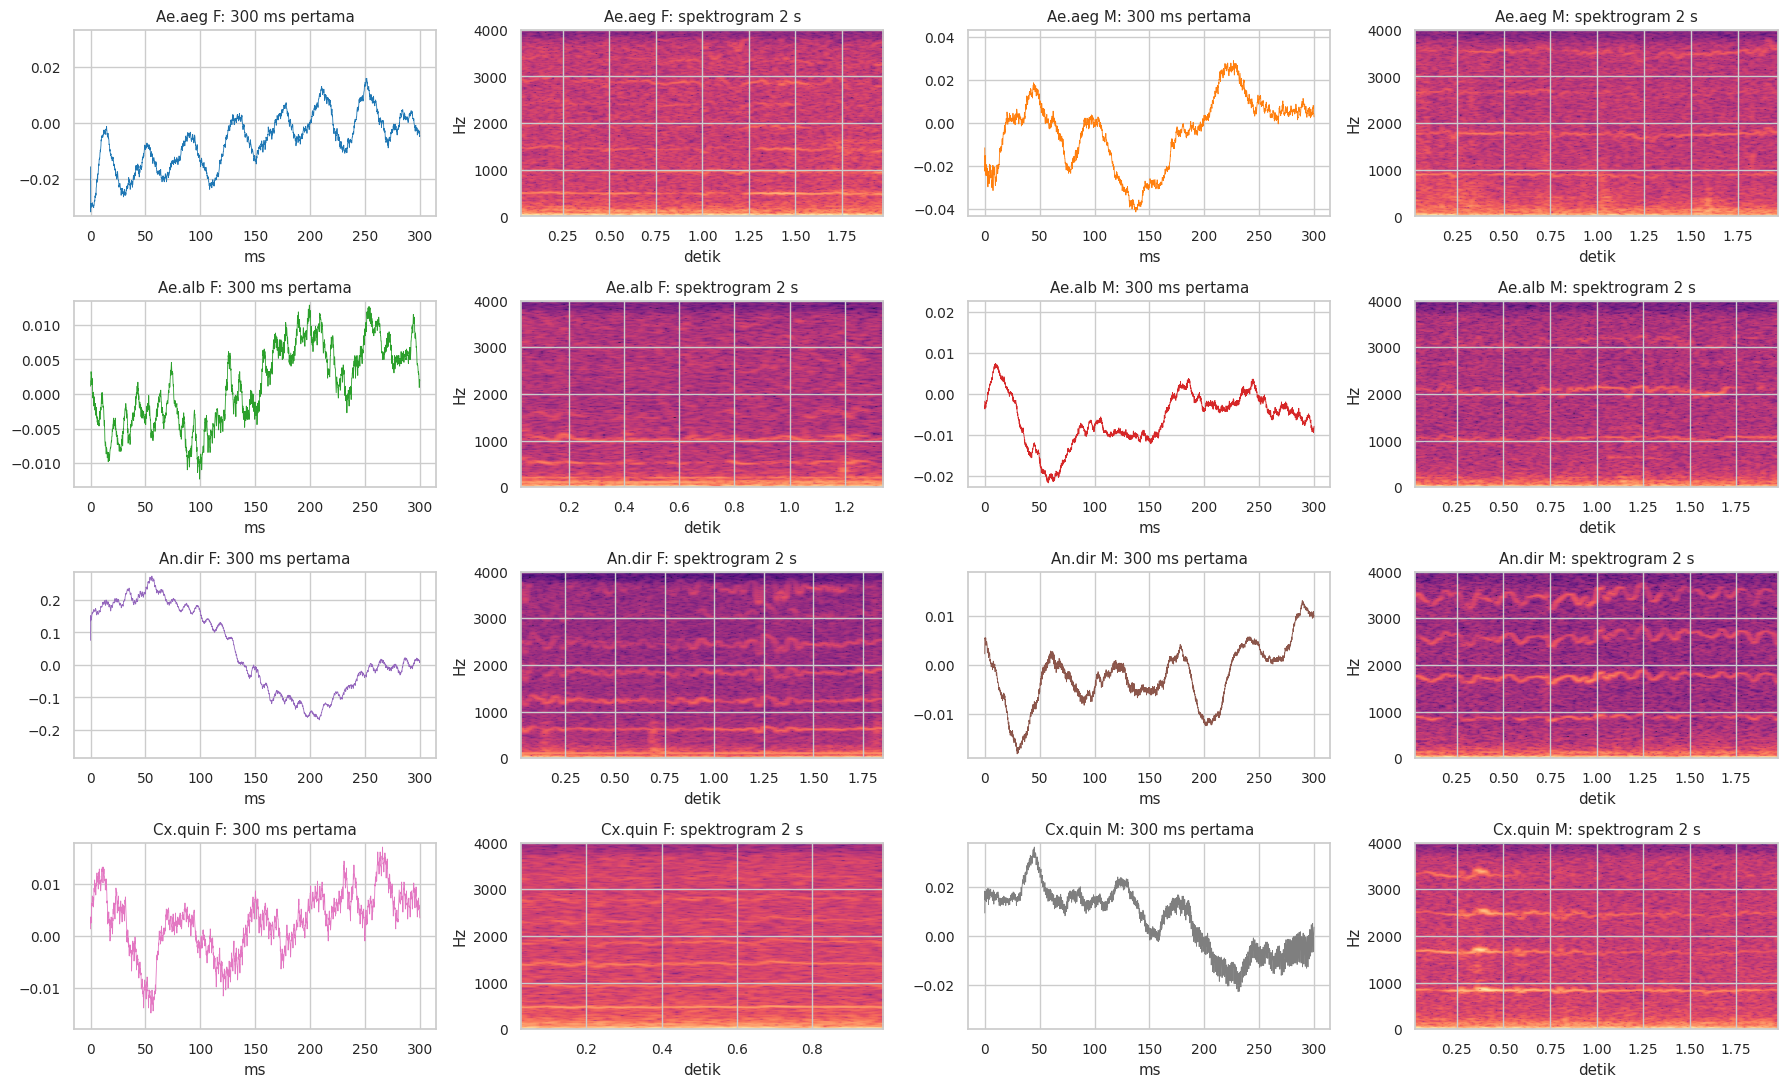 Ae.aeg F: 300 ms pertama
0.02
0.00
−0.02
0 50 100 150 200 250 300
ms
Ae.aeg F: spektrogram 2 s
4000
3000
2000
1000
0
Hz
0.25 0.50 0.75 1.00 1.25 1.50 1.75
detik
Ae.aeg M: 300 ms pertama
0.04
0.02
0.00
−0.02
−0.04
0 50 100 150 200 250 300
ms
Ae.aeg M: spektrogram 2 s
4000
3000
2000
1000
0
Hz
0.25 0.50 0.75 1.00 1.25 1.50 1.75
detik
Ae.alb F: 300 ms pertama
0.010
0.005
0.000
−0.005
−0.010
0 50 100 150 200 250 300
ms
Ae.alb F: spektrogram 2 s
4000
3000
2000
1000
0
Hz
0.2 0.4 0.6 0.8 1.0 1.2
detik
Ae.alb M: 300 ms pertama
0.02
0.01
0.00
−0.01
−0.02
0 50 100 150 200 250 300
ms
Ae.alb M: spektrogram 2 s
4000
3000
2000
1000
0
Hz
0.25 0.50 0.75 1.00 1.25 1.50 1.75
detik
An.dir F: 300 ms pertama
0.2
0.1
0.0
−0.1
−0.2
0 50 100 150 200 250 300
ms
An.dir F: spektrogram 2 s
4000
3000
2000
1000
0
Hz
0.25 0.50 0.75 1.00 1.25 1.50 1.75
detik
An.dir M: 300 ms pertama
0.01
0.00
−0.01
0 50 100 150 200 250 300
ms
An.dir M: spektrogram 2 s
4000
3000
2000
1000
0
Hz
0.25 0.50 0.75 1.00 1.25 1.50 1.75
detik
Cx.quin F: 300 ms pertama
0.01
0.00
−0.01
0 50 100 150 200 250 300
ms
Cx.quin F: spektrogram 2 s
4000
3000
2000
1000
0
Hz
0.2 0.4 0.6 0.8
detik
Cx.quin M: 300 ms pertama
0.02
0.00
−0.02
0 50 100 150 200 250 300
ms
Cx.quin M: spektrogram 2 s
4000
3000
2000
1000
0
Hz
0.25 0.50 0.75 1.00 1.25 1.50 1.75
detik